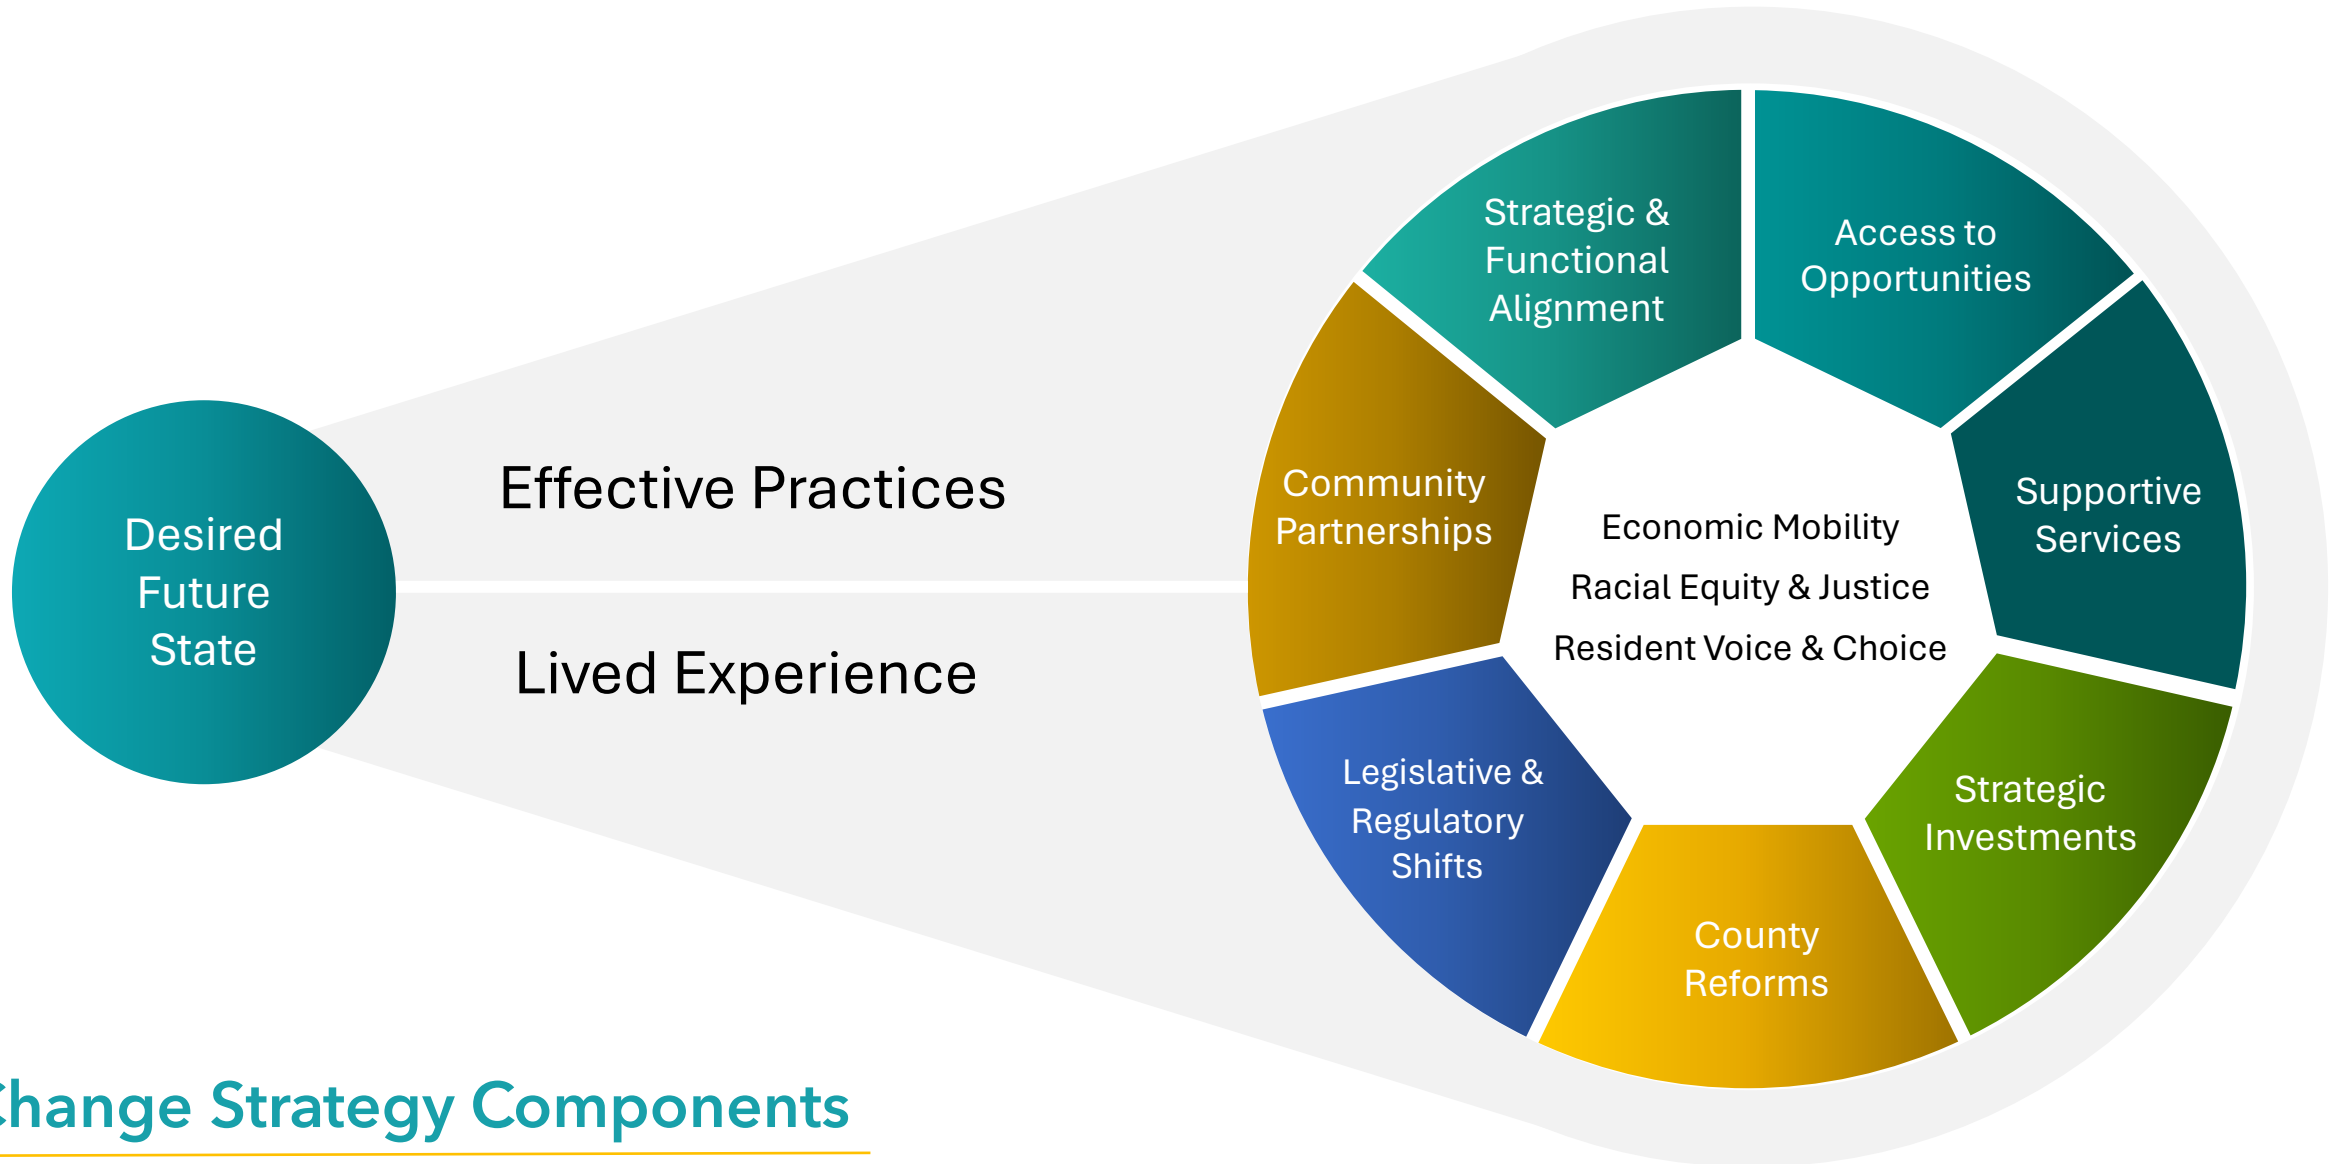 Desired
Future
State
Effective Practices
Lived Experience
Strategic &
Functional
Alignment
Access to
Opportunities
Supportive
Services
Strategic
Investments
County
Reforms
Legislative &
Regulatory
Shifts
Community
Partnerships
Economic Mobility
Racial Equity & Justice
Resident Voice & Choice
Change Strategy Components